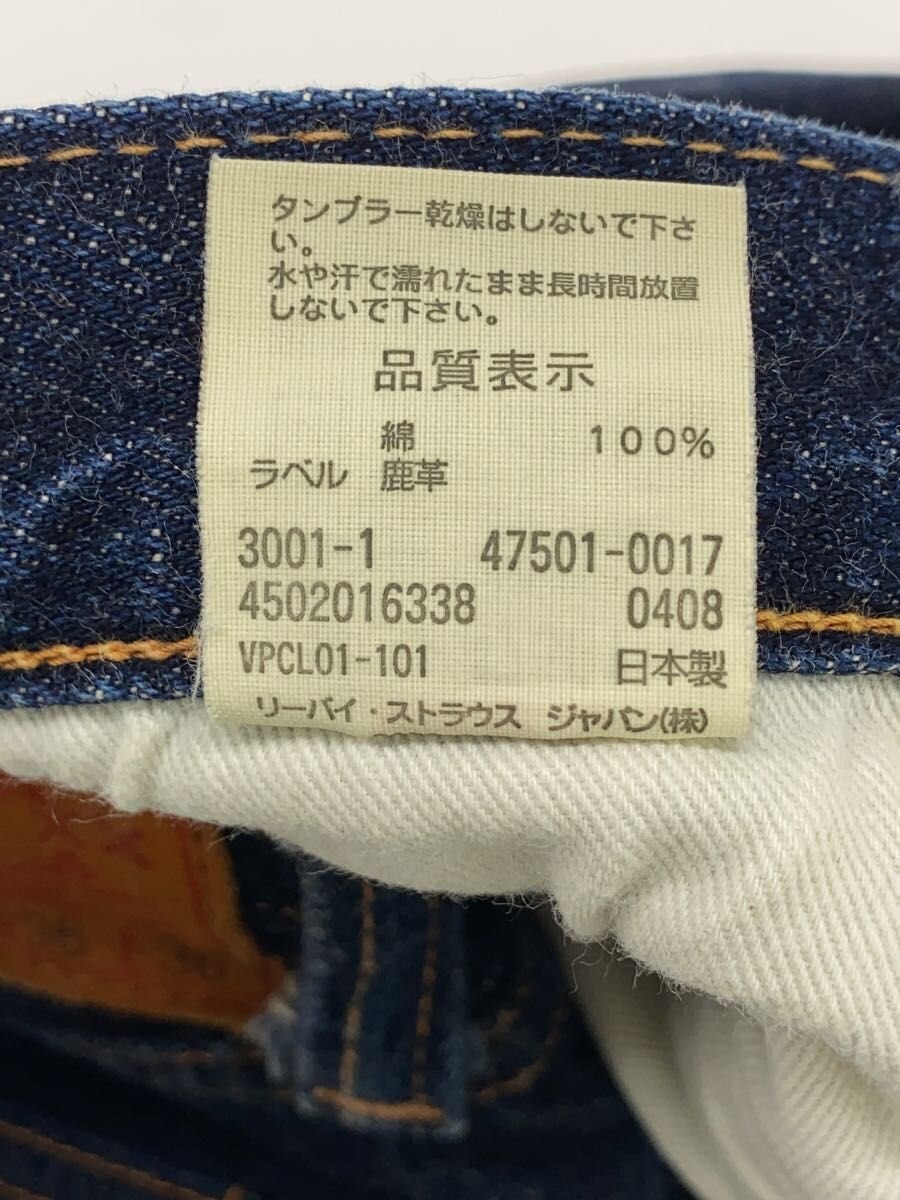 タンブラー乾燥はしないで下さ
い。
水や汗で濡れたまま長時間放置
しないで下さい。
品質表示
綿 100%
ラベル 鹿革
3001-1 47501-0017
4502016338 0408
VPCL01-101 日本製
リーバイ・ストラウス ジャパン(株)